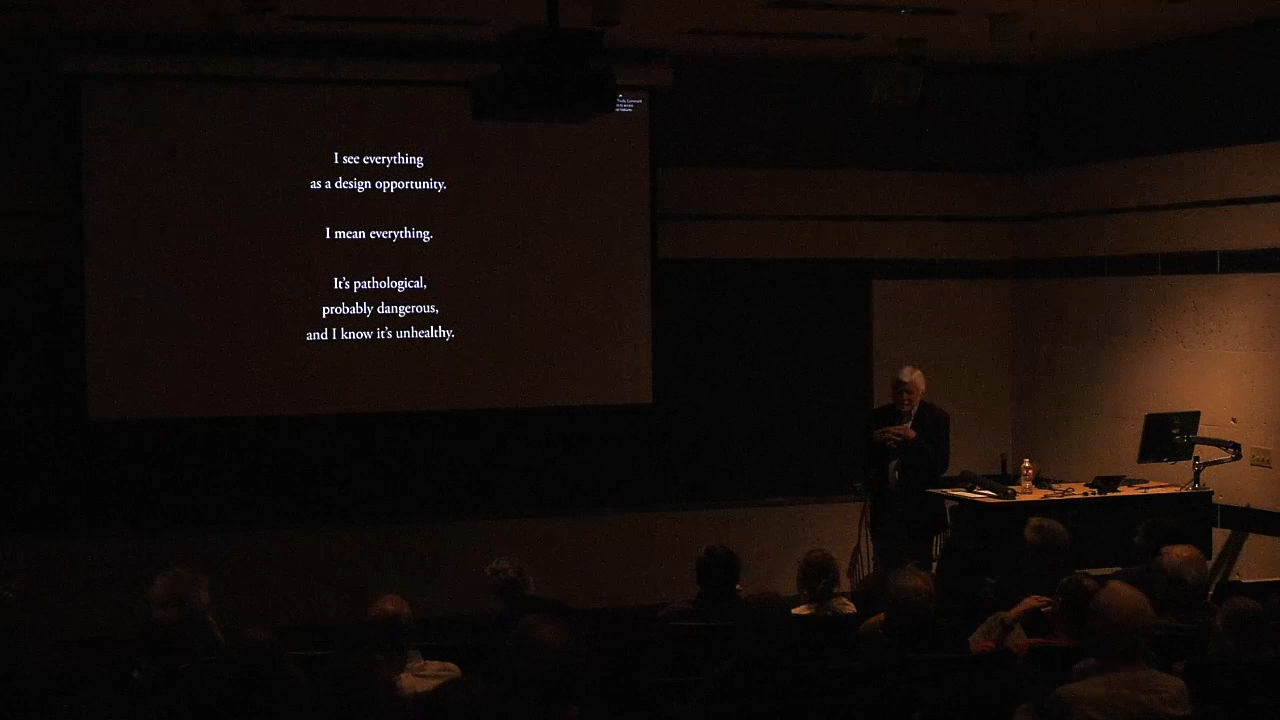 I see everything
as a design opportunity.
I mean everything.
It's pathological,
probably dangerous,
and I know it's unhealthy.